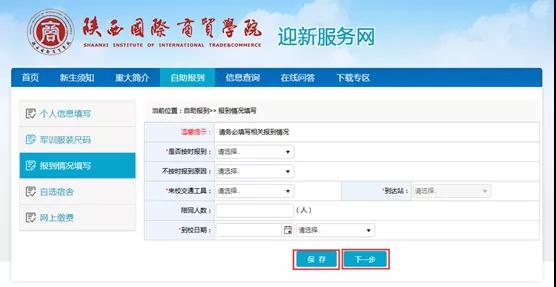 陕西国际商贸学院
SHAANXI INSTITUTE OF INTERNATIONAL TRADE&COMMERCE
迎新服务网
首页 新生须知 重大简介 自助报到 信息查询 在线问答 下载专区
个人信息填写
军训服装尺码
报到情况填写
自选宿舍
网上缴费
当前位置：自助报到>> 报到情况填写
温馨提示： 请务必填写相关报到情况
*是否按时报到： 请选择..
不按时报到原因： 请选择..
*来校交通工具： 请选择.. *到达站： 请选择..
陪同人数： （人）
*到校日期： 请选择..
保 存 下一步